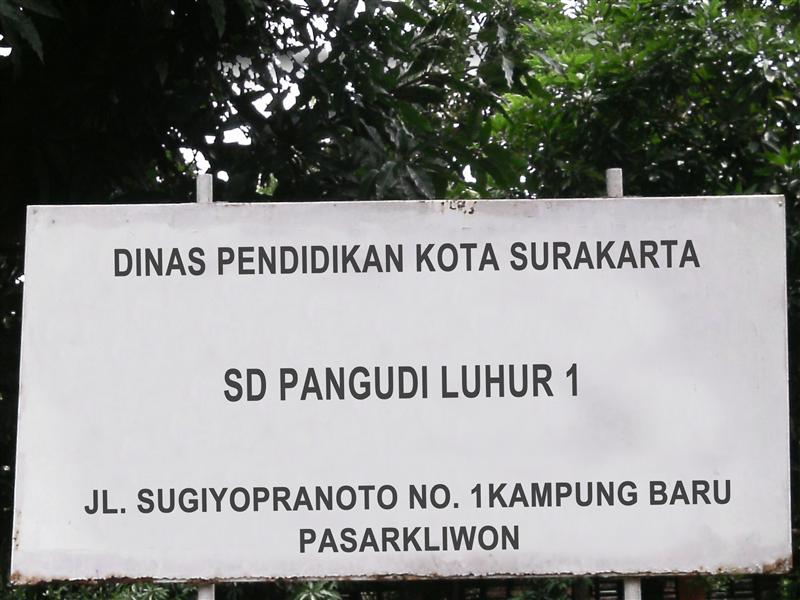 DINAS PENDIDIKAN KOTA SURAKARTA
SD PANGUDI LUHUR 1
JL. SUGIYOPRANOTO NO. 1KAMPUNG BARU
PASARKLIWON